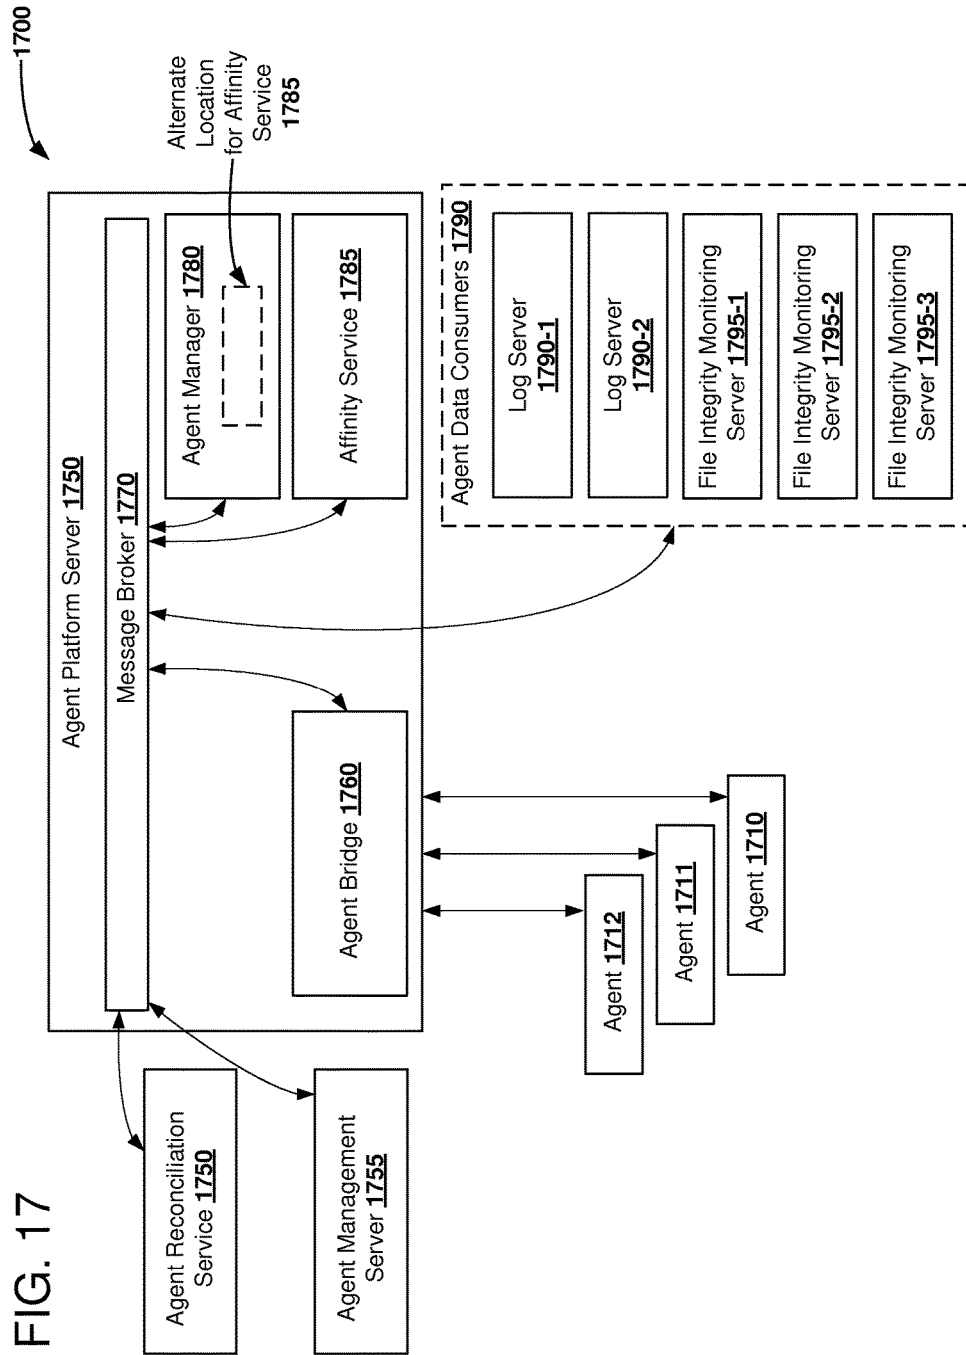 FIG. 17
1700
Agent Platform Server 1750
Message Broker 1770
Agent Reconciliation
Service 1750
Agent Management
Server 1755
Agent Bridge 1760
Agent Manager 1780
Affinity Service 1785
Alternate
Location
for Affinity
Service
1785
Agent 1712
Agent 1711
Agent 1710
Agent Data Consumers 1790
Log Server
1790-1
Log Server
1790-2
File Integrity Monitoring
Server 1795-1
File Integrity Monitoring
Server 1795-2
File Integrity Monitoring
Server 1795-3